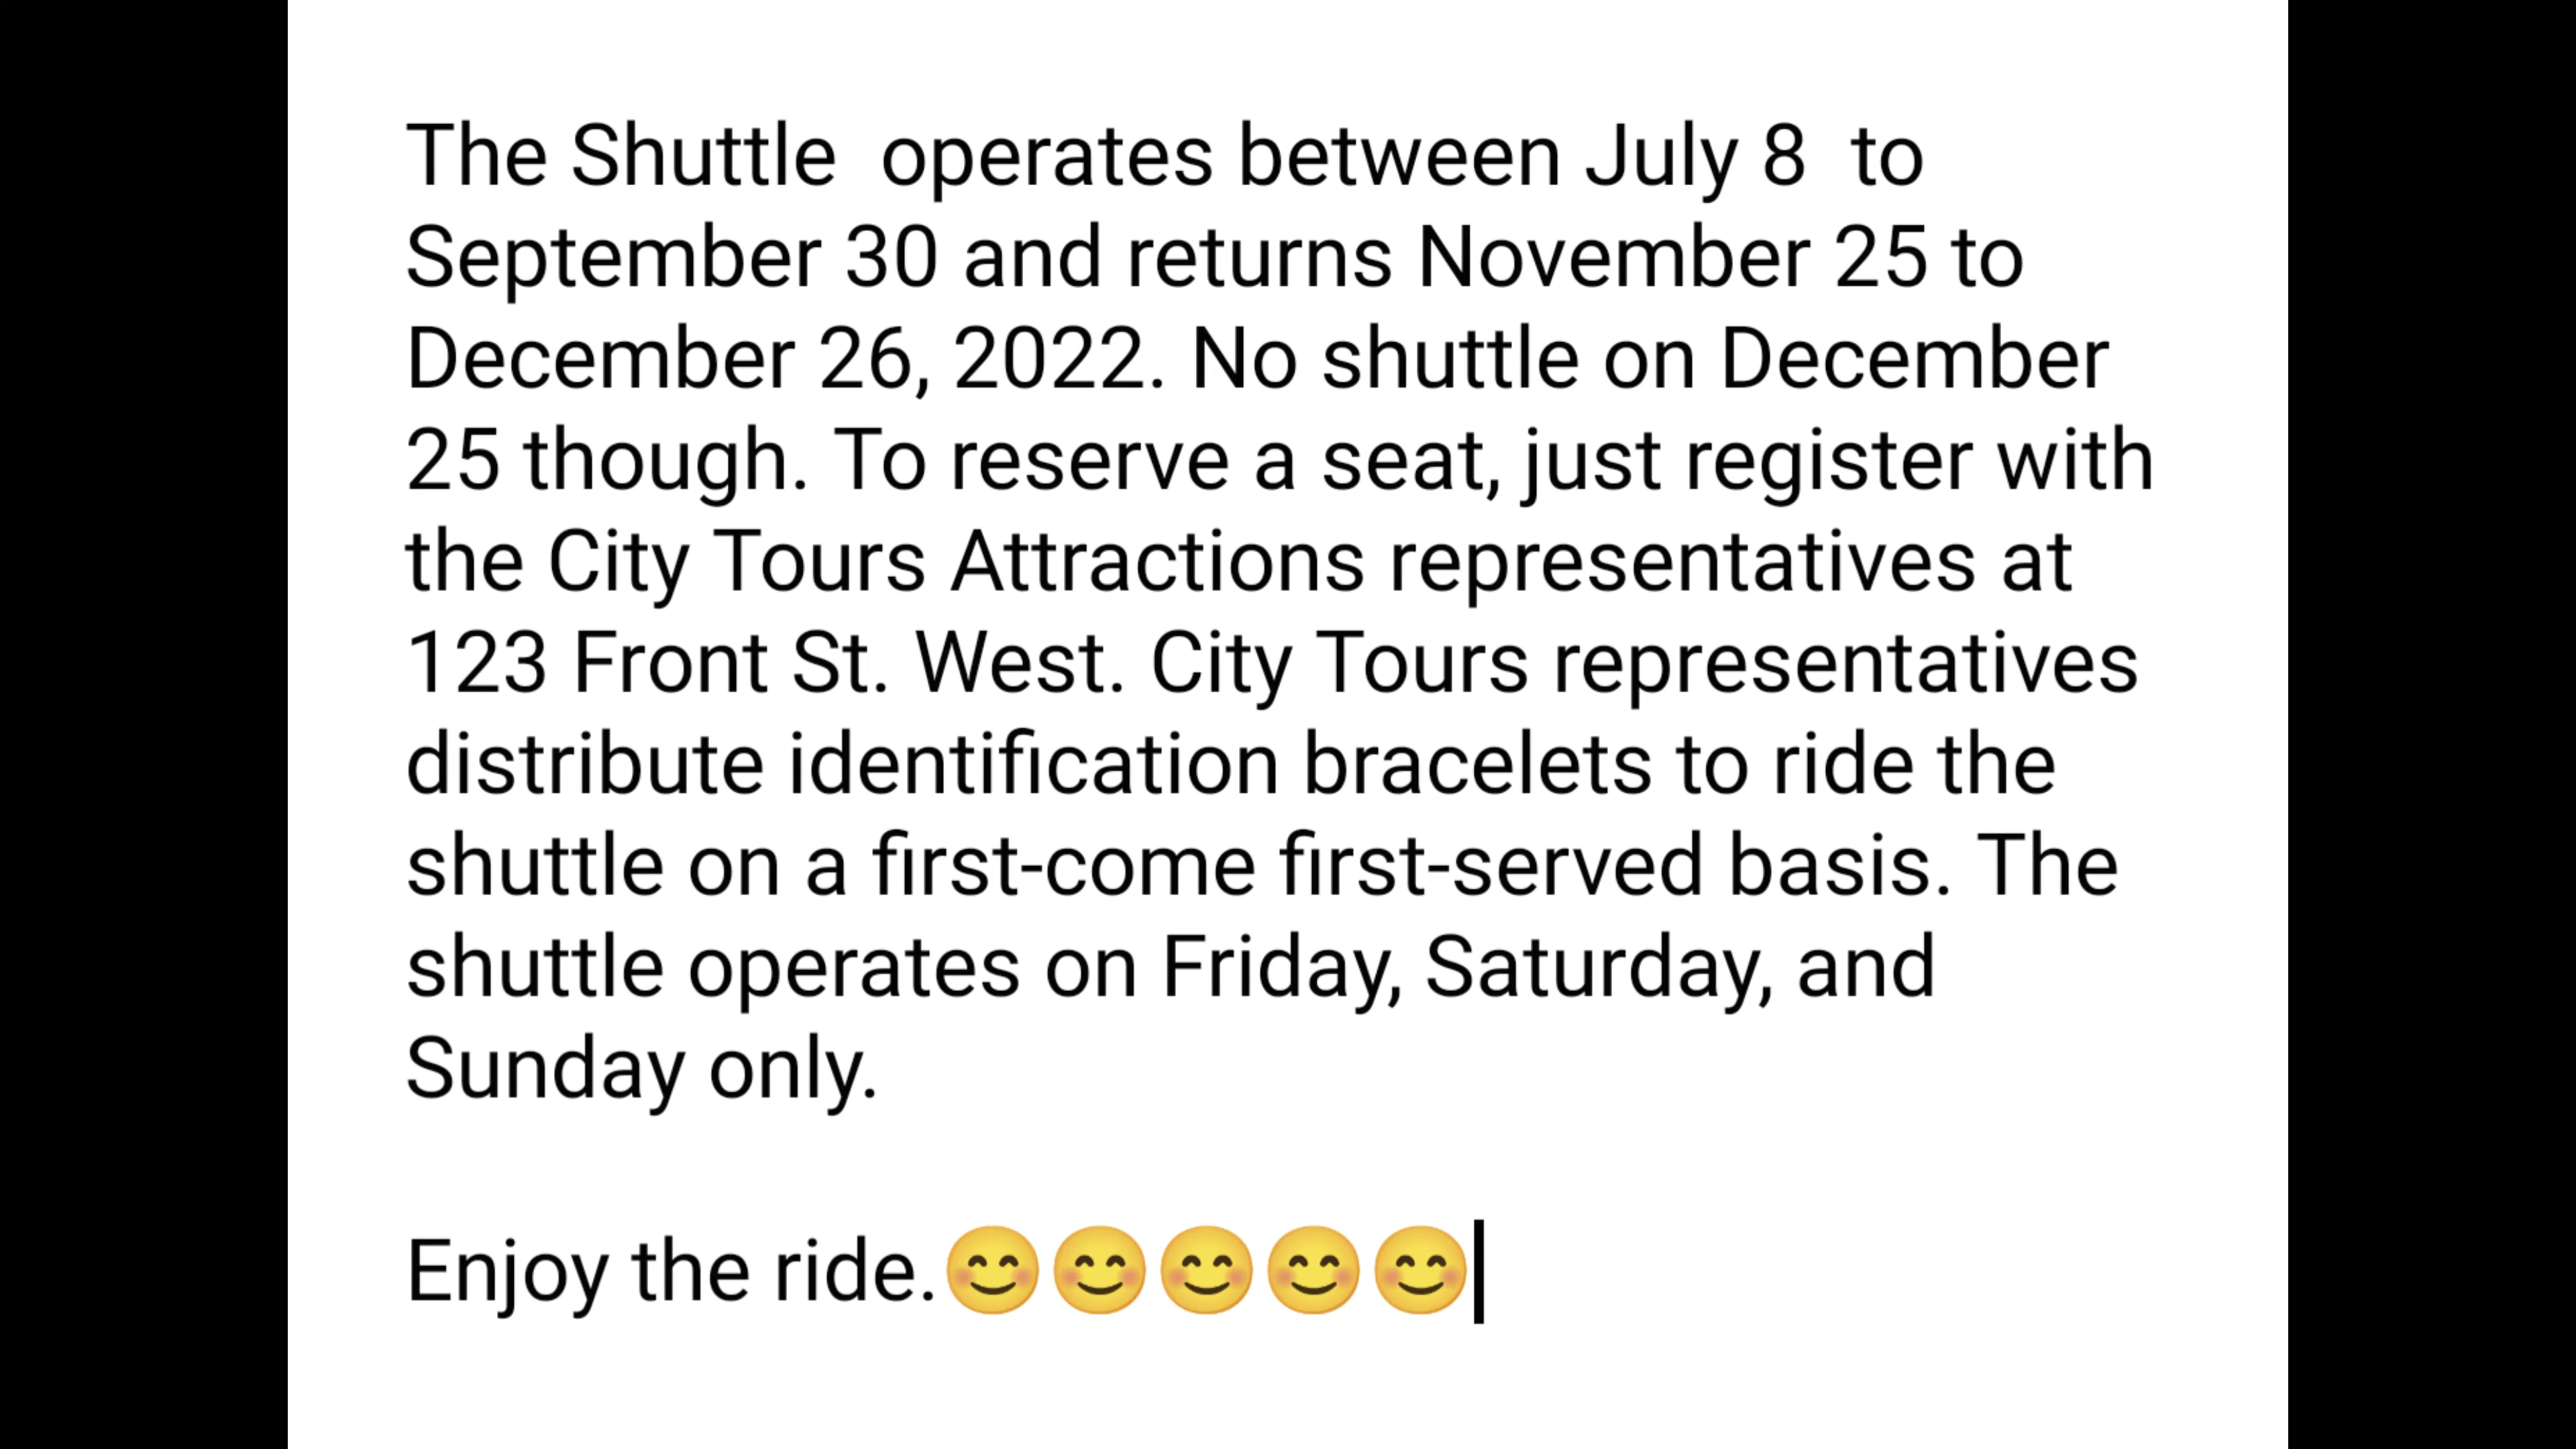 The Shuttle  operates between July 8  to
September 30 and returns November 25 to
December 26, 2022. No shuttle on December
25 though. To reserve a seat, just register with
the City Tours Attractions representatives at
123 Front St. West. City Tours representatives
distribute identification bracelets to ride the
shuttle on a first-come first-served basis. The
shuttle operates on Friday, Saturday, and
Sunday only.
Enjoy the ride.😊😊😊😊😊